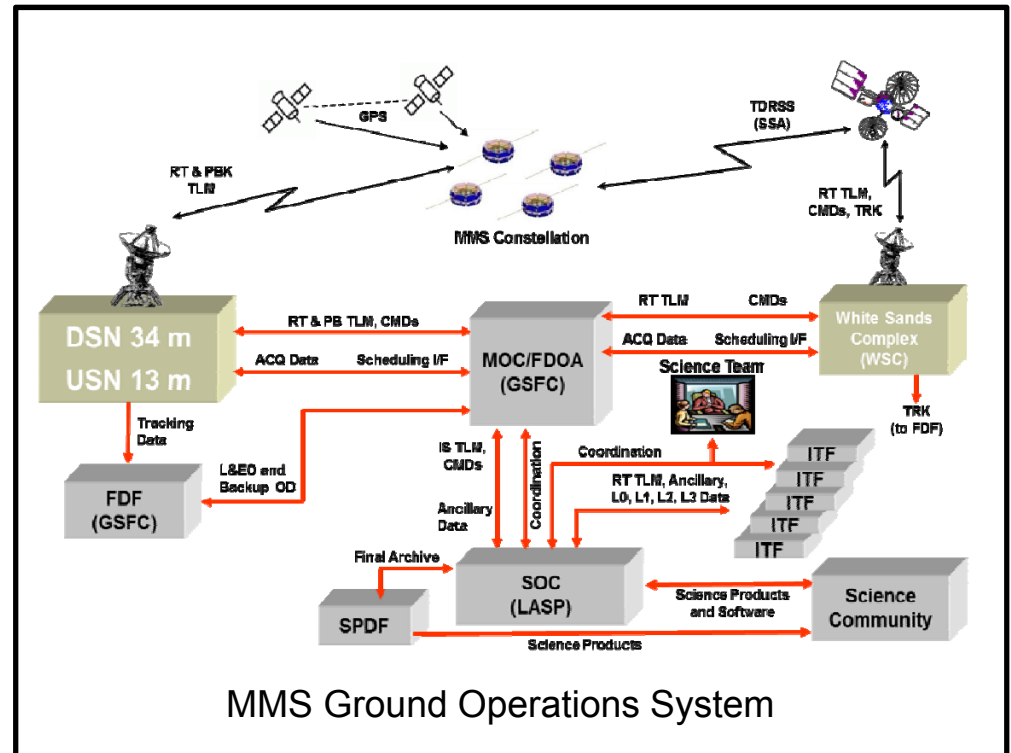 GPS
TDRSS
(SSA)
RT & PBK
TLM
RT TLM,
CMDs, TRK
MMS Constellation
DSN 34 m
USN 13 m
RT & PB TLM, CMDs
ACQ Data
Scheduling I/F
MOC/FDOA
(GSFC)
RT TLM
CMDs
ACQ Data
Scheduling I/F
White Sands
Complex
(WSC)
Science Team
TRK
(to FDF)
Tracking
Data
FDF
(GSFC)
L&EO and
Backup OD
IS TLM,
CMDs
Ancillary
Data
Coordination
Coordination
RT TLM, Ancillary,
L0, L1, L2, L3 Data
ITF
ITF
ITF
ITF
ITF
Final Archive
SPDF
SOC
(LASP)
Science Products
and Software
Science
Community
Science Products
MMS Ground Operations System